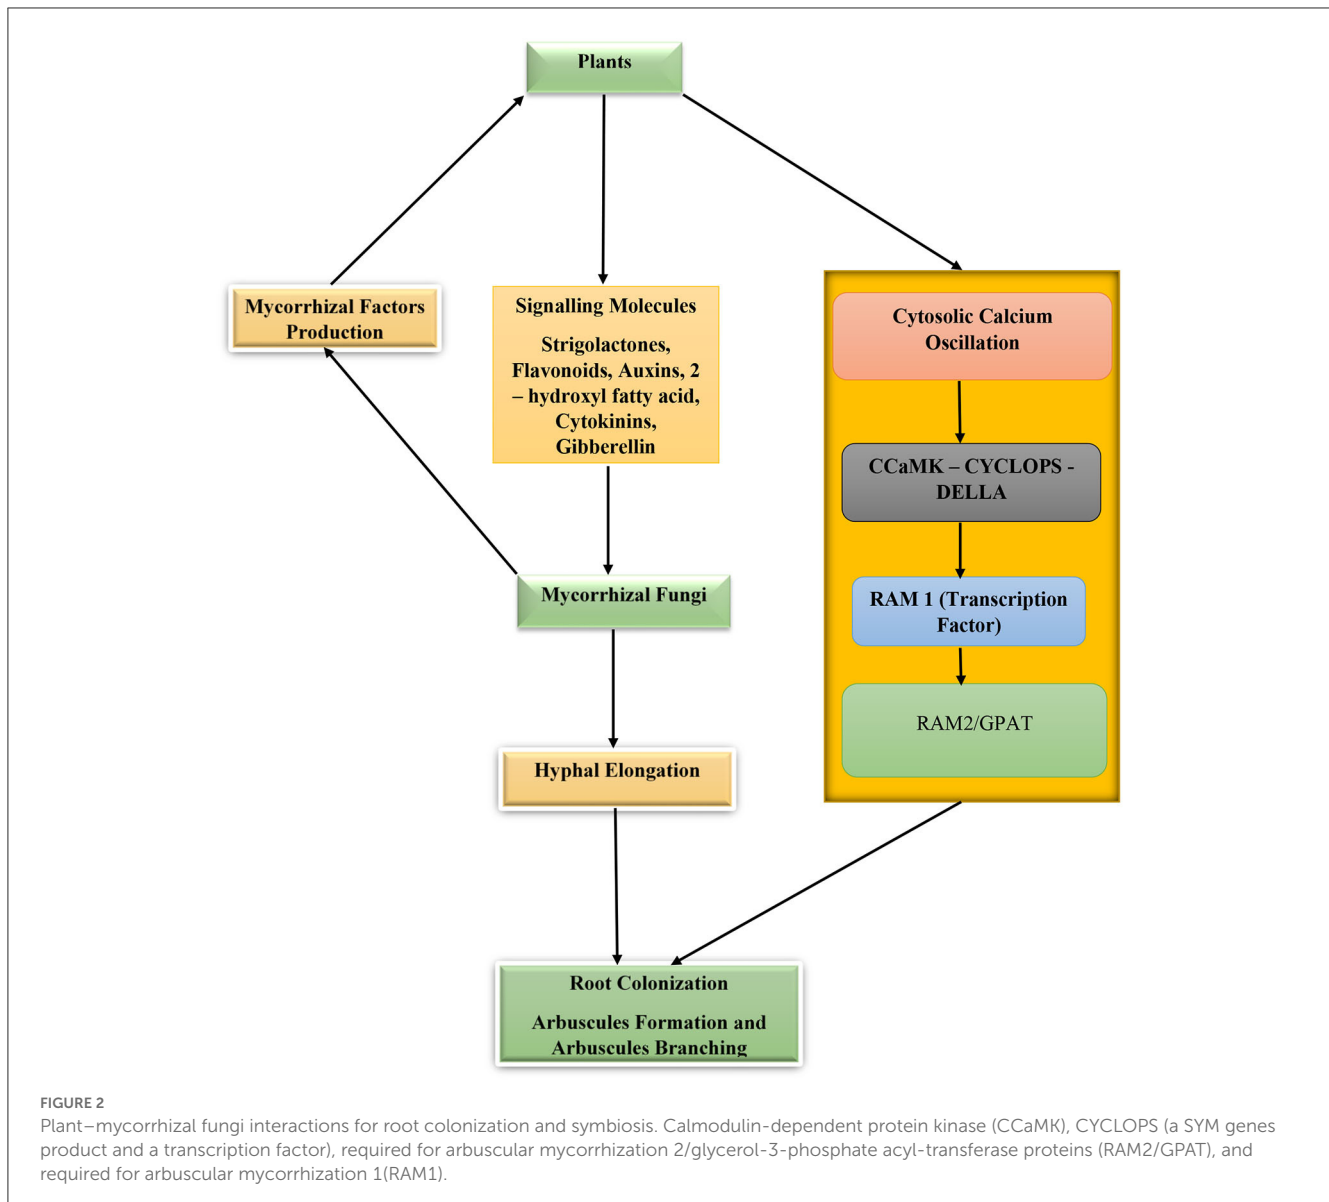 Plants
Mycorrhizal Factors
Production
Signalling Molecules
Strigolactones,
Flavonoids, Auxins, 2
– hydroxyl fatty acid,
Cytokinins,
Gibberellin
Cytosolic Calcium
Oscillation
CCaMK – CYCLOPS -
DELLA
RAM 1 (Transcription
Factor)
RAM2/GPAT
Mycorrhizal Fungi
Hyphal Elongation
Root Colonization
Arbuscules Formation and
Arbuscules Branching
FIGURE 2
Plant–mycorrhizal fungi interactions for root colonization and symbiosis. Calmodulin-dependent protein kinase (CCaMK), CYCLOPS (a SYM genes
product and a transcription factor), required for arbuscular mycorrhization 2/glycerol-3-phosphate acyl-transferase proteins (RAM2/GPAT), and
required for arbuscular mycorrhization 1(RAM1).